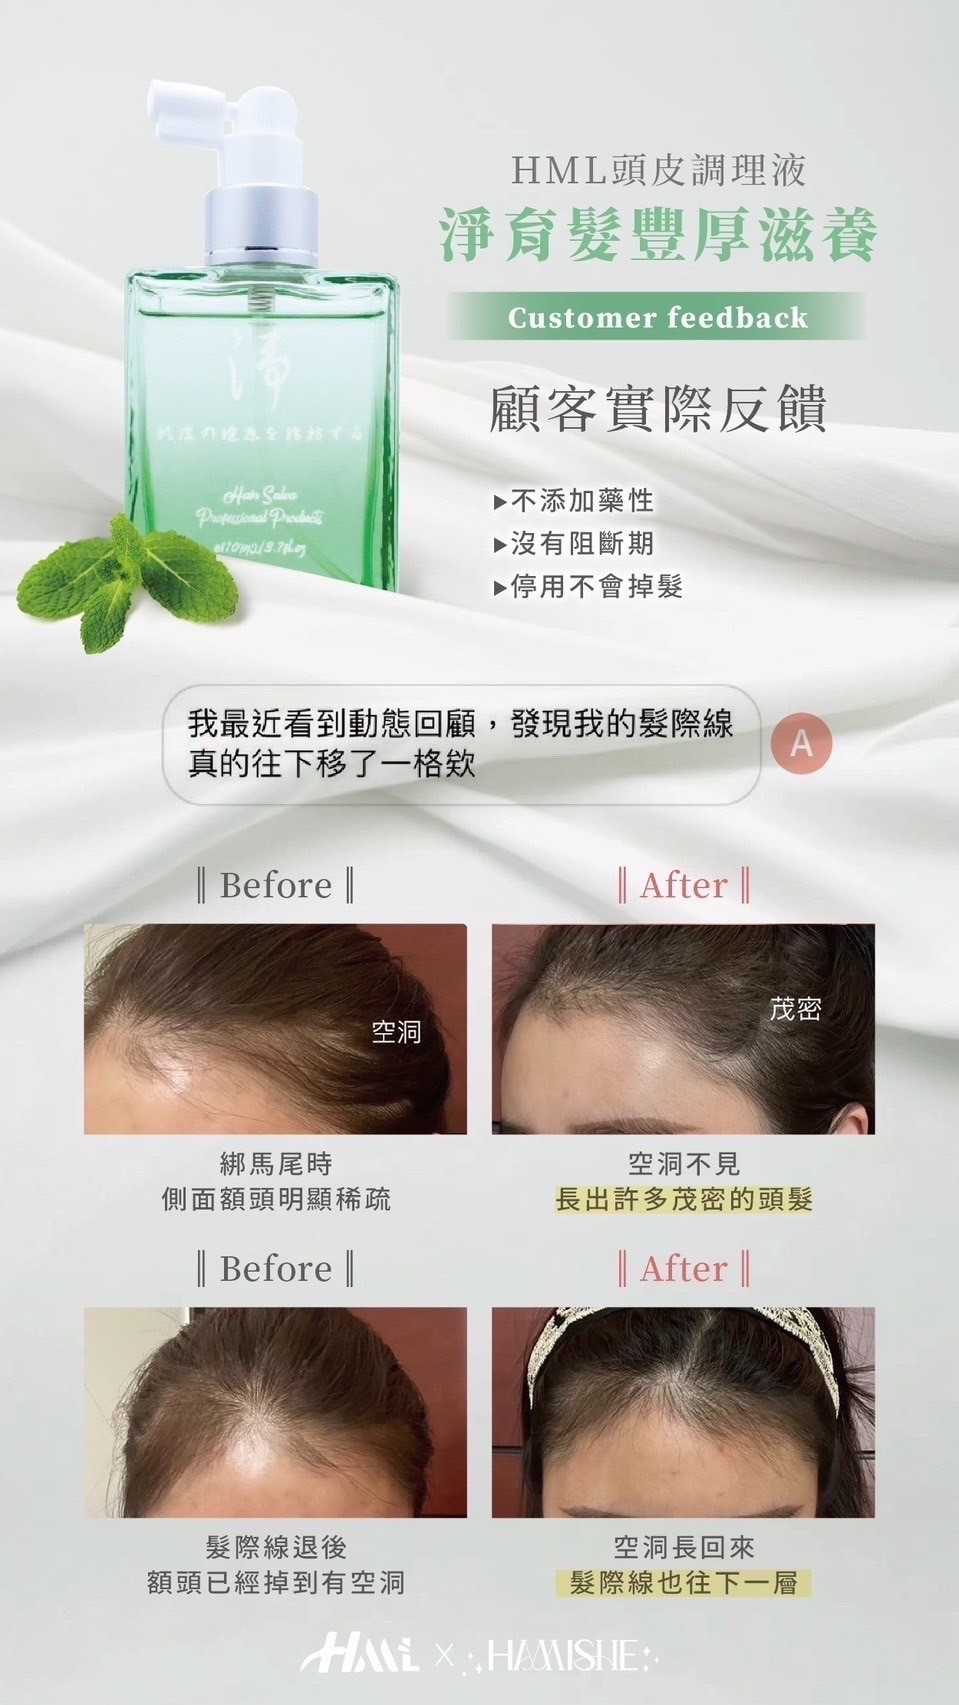 HML頭皮調理液
淨育髮豐厚滋養
Customer feedback
顧客實際反饋
▸不添加藥性
▸沒有阻斷期
▸停用不會掉髮
Hair Salon
Professional Products
我最近看到動態回顧，發現我的髮際線
真的往下移了一格欸
A
‖ Before ‖
‖ After ‖
空洞
茂密
綁馬尾時
側面額頭明顯稀疏
空洞不見
長出許多茂密的頭髮
‖ Before ‖
‖ After ‖
髮際線退後
額頭已經掉到有空洞
空洞長回來
髮際線也往下一層
HML × HAMISHE